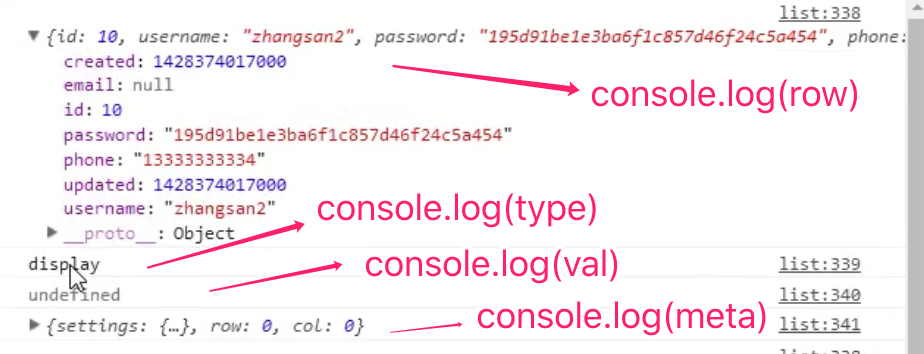 list:338
{id: 10, username: "zhangsan2", password: "195d91be1e3ba6f1c857d46f24c5a454", phone:
created: 1428374017000
email: null
id: 10
console.log(row)
password: "195d91be1e3ba6f1c857d46f24c5a454"
phone: "13333333334"
updated: 1428374017000
username: "zhangsan2"
console.log(type)
__proto__: Object
display
console.log(val)
list:339
undefined
list:340
{settings: {…}, row: 0, col: 0}
console.log(meta)
list:341